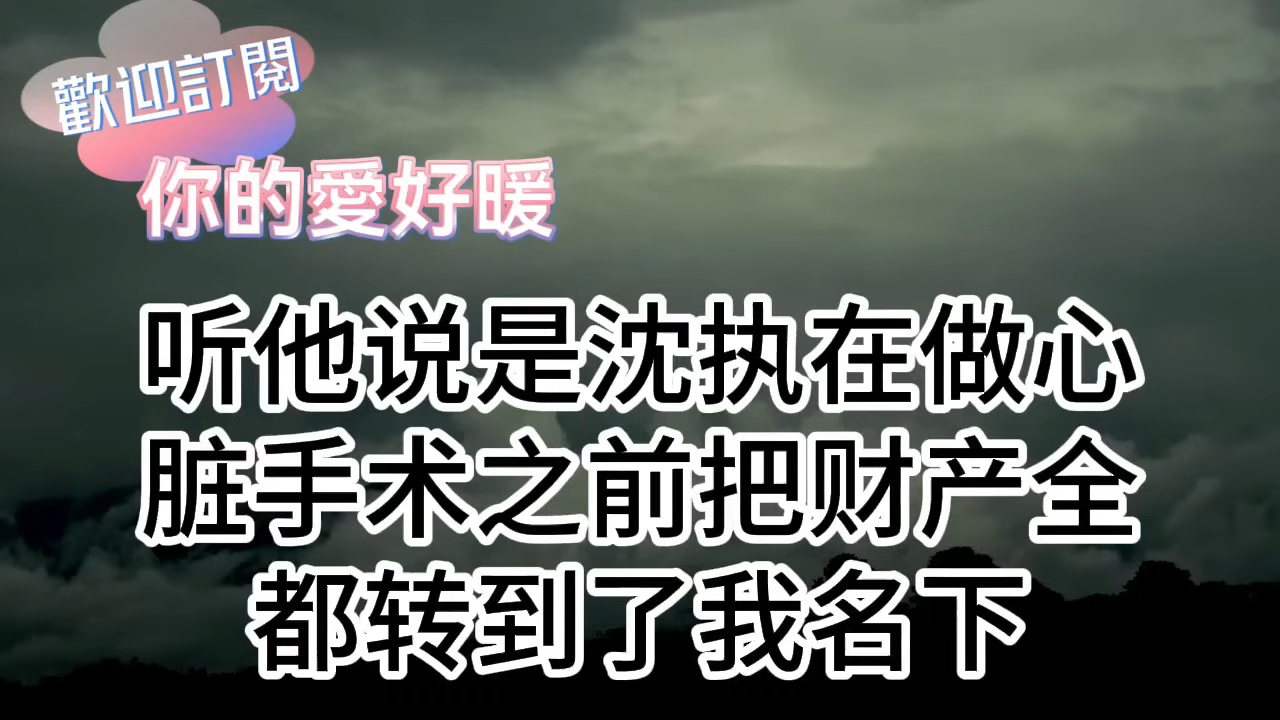 歡迎訂閱
你的愛好暖
听他说是沈执在做心
脏手术之前把财产全
都转到了我名下